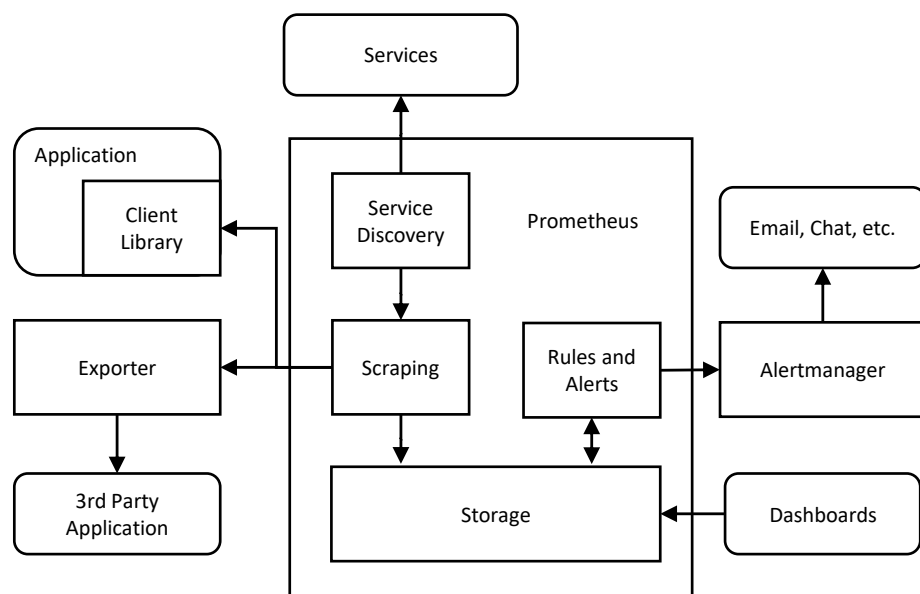 Services
Application
Client
Library
Service
Discovery
Prometheus
Email, Chat, etc.
Exporter
Scraping
Rules and
Alerts
Alertmanager
3rd Party
Application
Storage
Dashboards